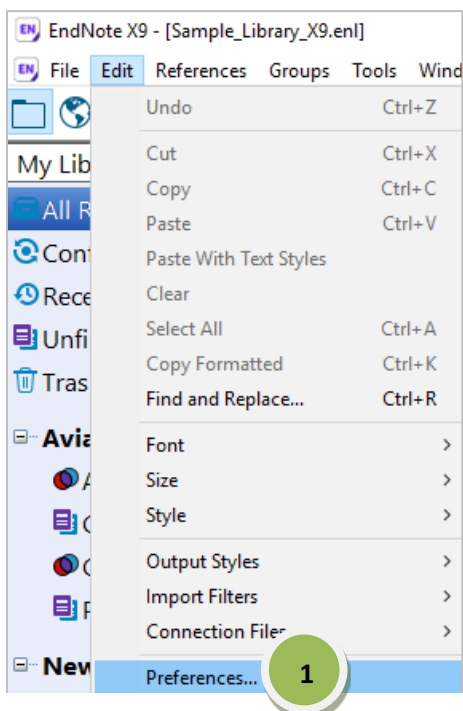 EN EndNote X9 - [Sample_Library_X9.enl]
EN File Edit References Groups Tools Wind
Undo Ctrl+Z
My Lib
Cut Ctrl+X
Copy Ctrl+C
All R
Paste Ctrl+V
Conf
Paste With Text Styles
Rece
Clear
Unfi
Select All Ctrl+A
Copy Formatted Ctrl+K
Tras
Find and Replace... Ctrl+R
Avia
Font >
A
Size >
Style >
C
Output Styles >
Import Filters >
P
Connection Files >
New
Preferences... 1